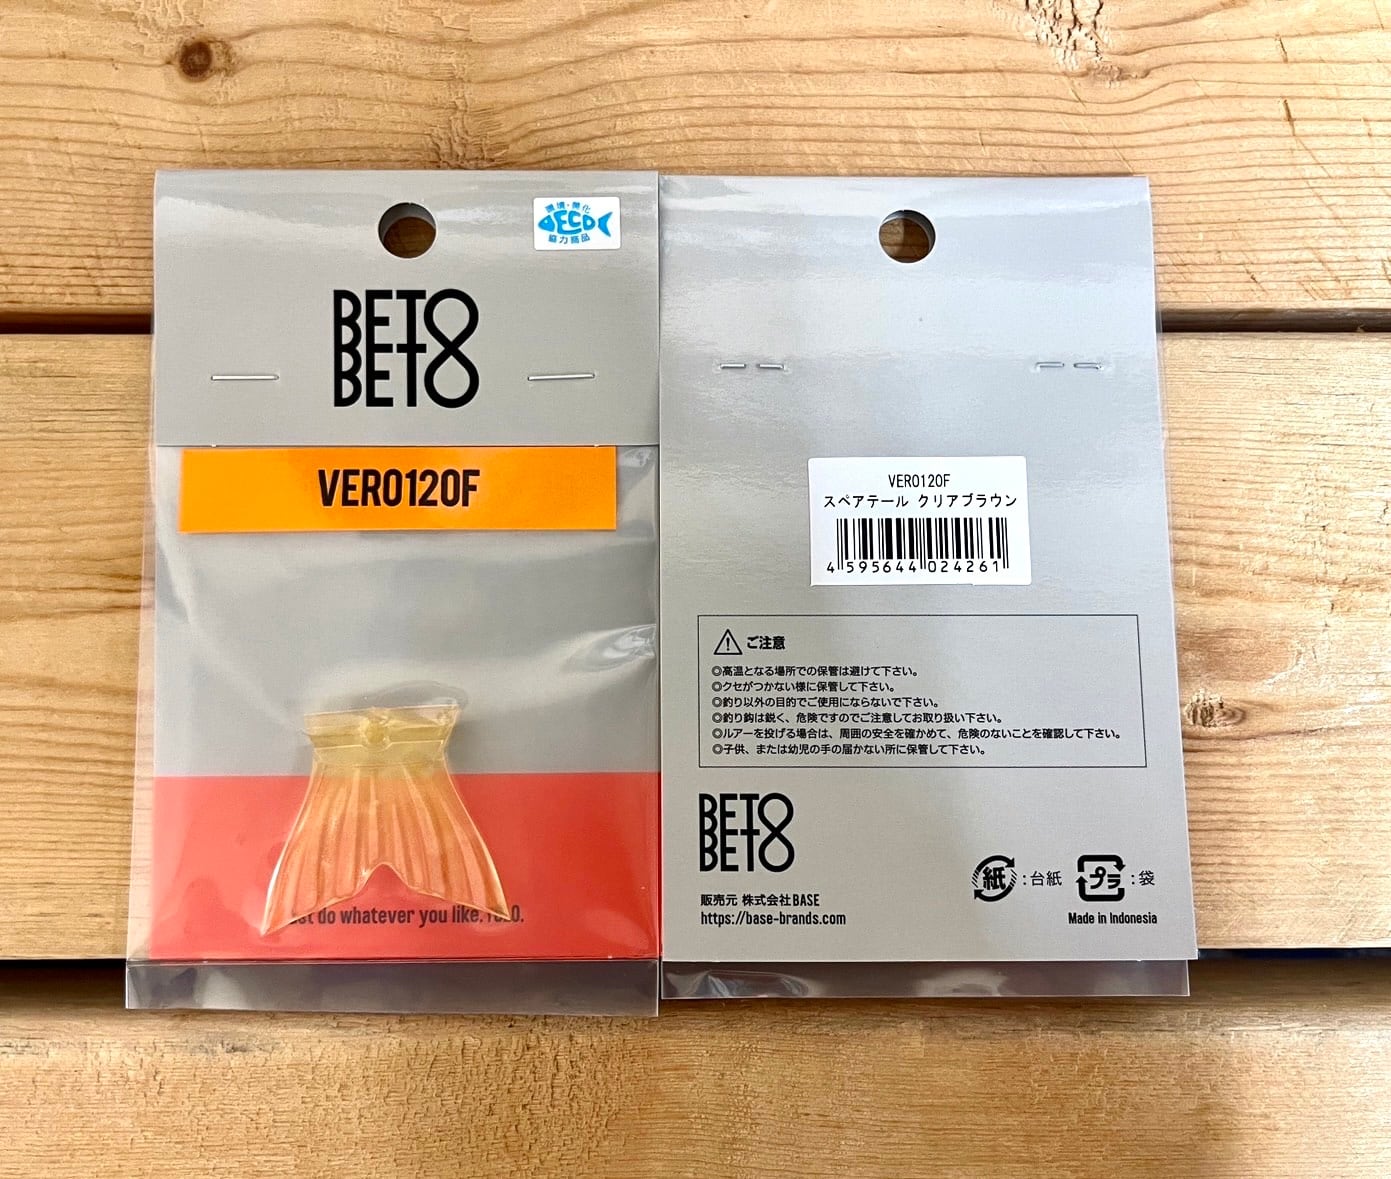 環境・美化
ECO
協力商品
BETO
BETO
VERO120F
do whatever you like.
VERO120F
スペアテール クリアブラウン
4 595644 024261
ご注意
◎高温となる場所での保管は避けて下さい。
◎クセがつかない様に保管して下さい。
◎釣り以外の目的でご使用にならないで下さい。
◎釣り鈎は鋭く、危険ですのでご注意してお取り扱い下さい。
◎ルアーを投げる場合は、周囲の安全を確かめて、危険のないことを確認して下さい。
◎子供、または幼児の手の届かない所に保管して下さい。
BETO
BETO
販売元 株式会社BASE
https://base-brands.com
紙:台紙
プラ:袋
Made in Indonesia